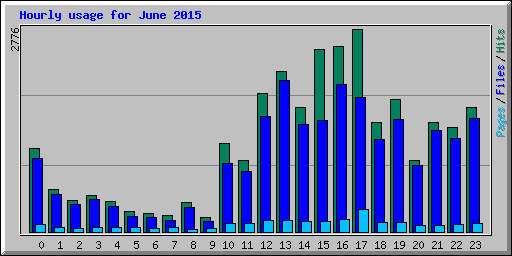 Hourly usage for June 2015
2776
Pages / Files / Hits
0 1 2 3 4 5 6 7 8 9 10 11 12 13 14 15 16 17 18 19 20 21 22 23